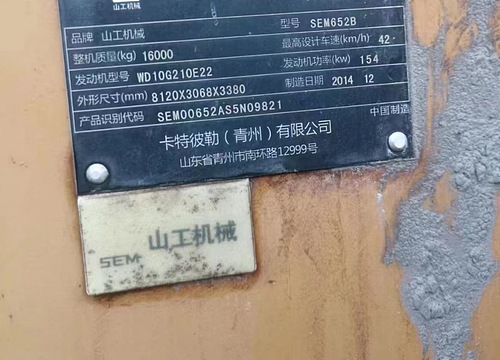 山工机械
型号 SEM652B
品牌 山工机械
最高设计车速(km/h) 42
整机质量(kg) 16000
发动机功率(kw) 154
发动机型号 WD10G210E22
制造日期 2014 12
外形尺寸(mm) 8120X3068X3380
产品识别代码 SEM00652AS5N09821
中国制造
卡特彼勒(青州)有限公司
山东省青州市南环路12999号
山工机械
SEM